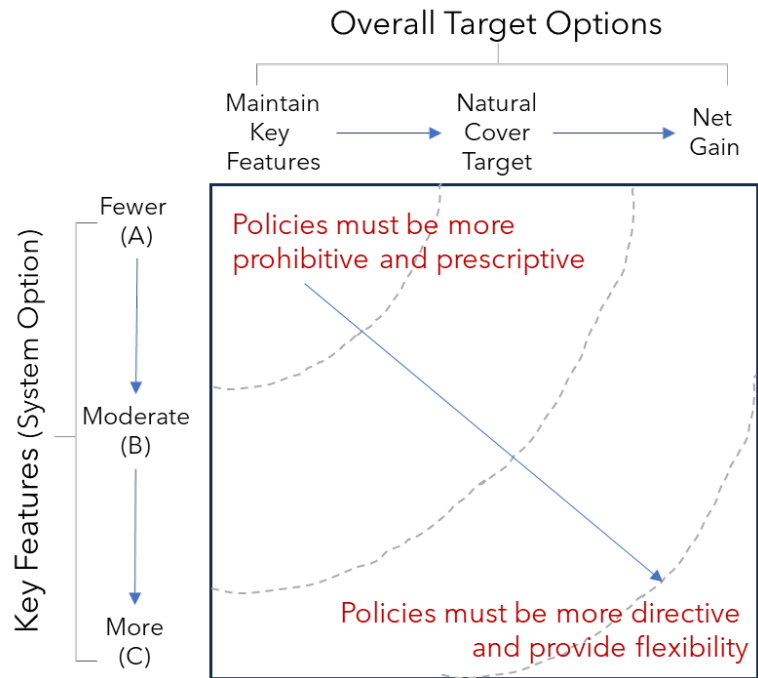 Overall Target Options
Maintain
Key
Features
Natural
Cover
Target
Net
Gain
Key Features (System Option)
Fewer
(A)
Moderate
(B)
More
(C)
Policies must be more
prohibitive and prescriptive
Policies must be more directive
and provide flexibility